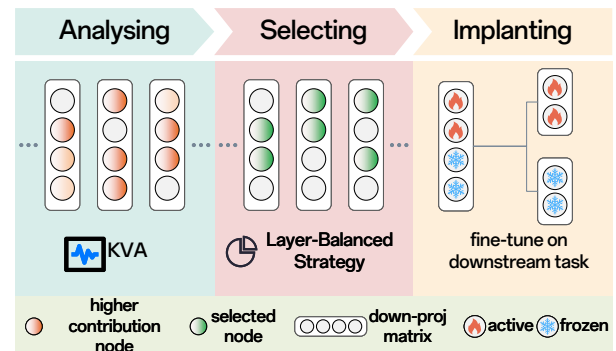 Analysing
Selecting
Implanting
KVA
Layer-Balanced
Strategy
fine-tune on
downstream task
higher
contribution
node
selected
node
down-proj
matrix
active
frozen